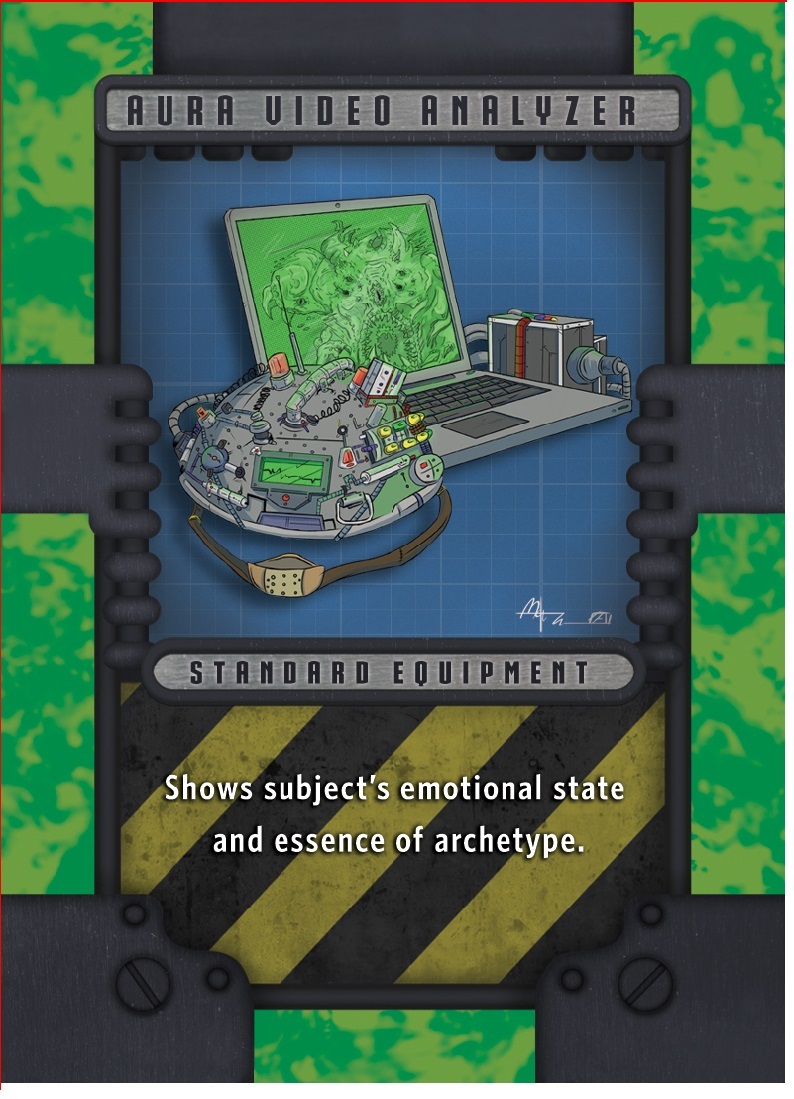 AURA VIDEO ANALYZER
STANDARD EQUIPMENT
Shows subject's emotional state
and essence of archetype.